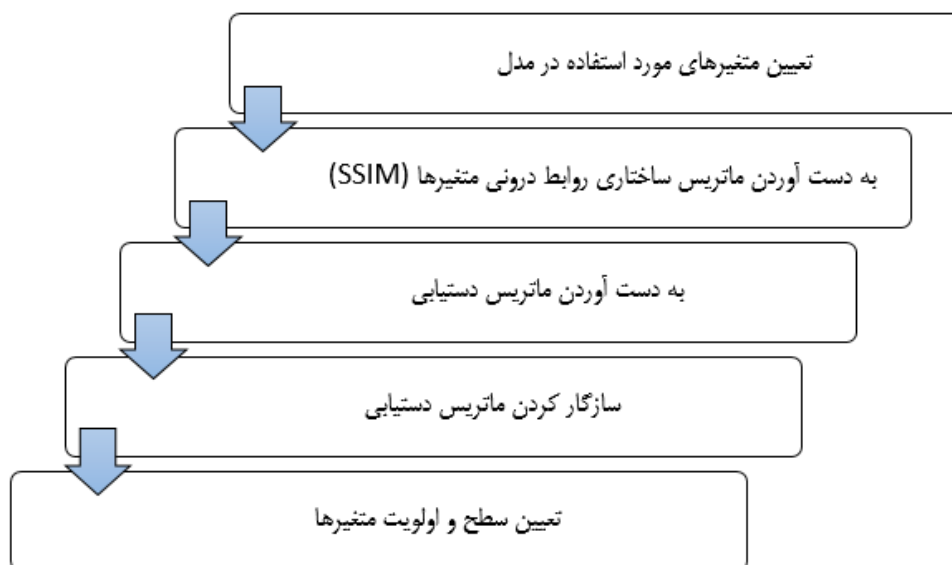 تعیین متغیرهای مورد استفاده در مدل
به دست آوردن ماتریس ساختاری روابط درونی متغیرها (SSIM)
به دست آوردن ماتریس دستیابی
سازگار کردن ماتریس دستیابی
تعیین سطح و اولویت متغیرها